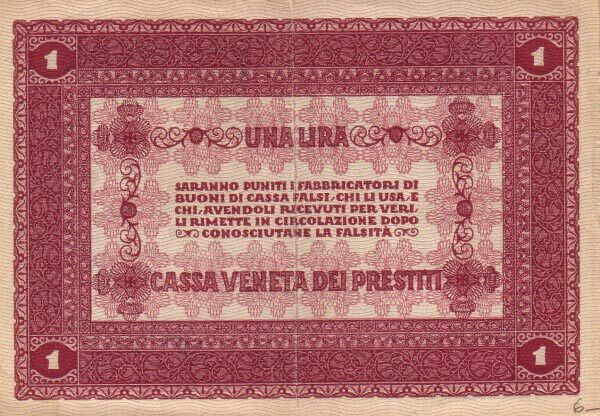 1 1
UNA LIRA
SARANNO PUNITI I FABBRICATORI DI
BUONI DI CASSA FALSI, CHI LI USA, E
CHI, AVENDOLI RICEVUTI PER VERI,
LI RIMETTE IN CIRCOLAZIONE DOPO
CONOSCIUTANE LA FALSITÀ
CASSA VENETA DEI PRESTITI
1 1
6—